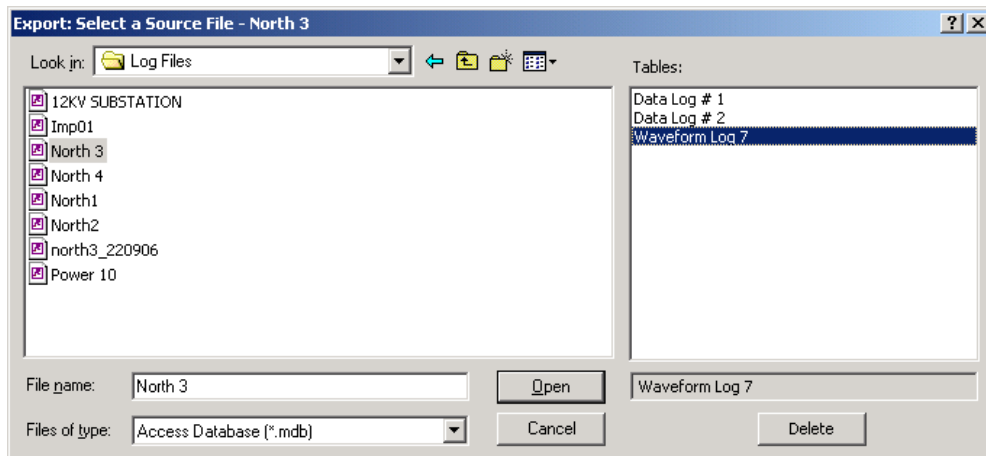 Export: Select a Source File - North 3
Look in: Log Files
Tables:
12KV SUBSTATION
Imp01
North 3
North 4
North1
North2
north3_220906
Power 10
Data Log # 1
Data Log # 2
Waveform Log 7
File name: North 3
Open
Waveform Log 7
Files of type: Access Database (*.mdb)
Cancel
Delete